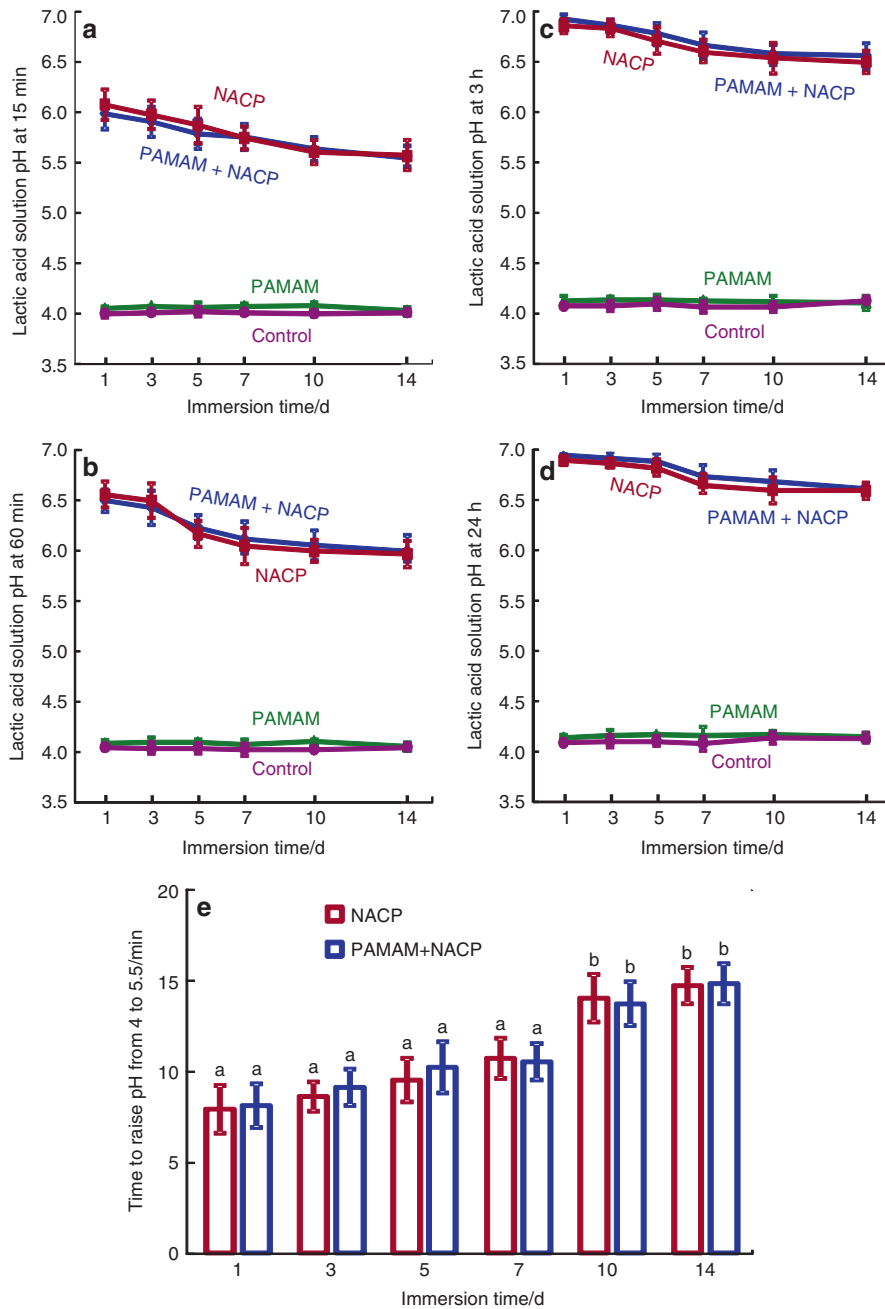 a
Lactic acid solution pH at 15 min
7.0
6.5
6.0
5.5
5.0
4.5
4.0
3.5
NACP
PAMAM + NACP
PAMAM
Control
1 3 5 7 10 14
Immersion time/d
c
Lactic acid solution pH at 3 h
7.0
6.5
6.0
5.5
5.0
4.5
4.0
3.5
NACP
PAMAM + NACP
PAMAM
Control
1 3 5 7 10 14
Immersion time/d
b
Lactic acid solution pH at 60 min
7.0
6.5
6.0
5.5
5.0
4.5
4.0
3.5
PAMAM + NACP
NACP
PAMAM
Control
1 3 5 7 10 14
Immersion time/d
d
Lactic acid solution pH at 24 h
7.0
6.5
6.0
5.5
5.0
4.5
4.0
3.5
NACP
PAMAM + NACP
PAMAM
Control
1 3 5 7 10 14
Immersion time/d
e
Time to raise pH from 4 to 5.5/min
20
15
10
5
0
NACP
PAMAM+NACP
a a a a a a a a b b b b
1 3 5 7 10 14
Immersion time/d